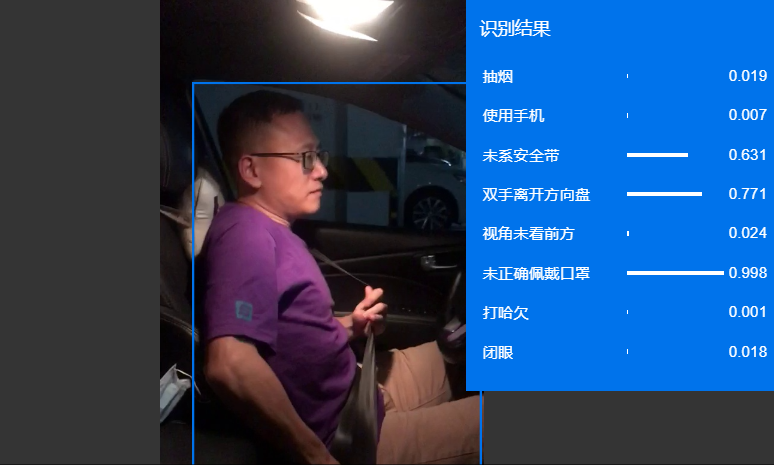 识别结果
抽烟 0.019
使用手机 0.007
未系安全带 0.631
双手离开方向盘 0.771
视角未看前方 0.024
未正确佩戴口罩 0.998
打哈欠 0.001
闭眼 0.018